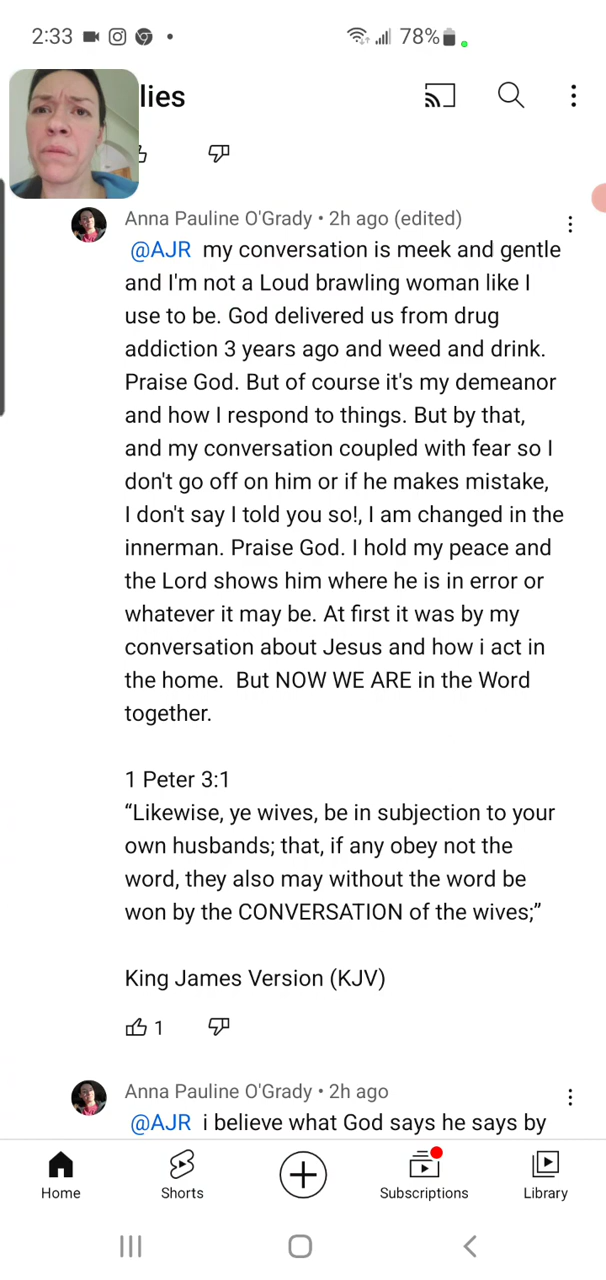 2:33
78%
lies
Anna Pauline O'Grady • 2h ago (edited)
@AJR my conversation is meek and gentle
and I'm not a Loud brawling woman like I
use to be. God delivered us from drug
addiction 3 years ago and weed and drink.
Praise God. But of course it's my demeanor
and how I respond to things. But by that,
and my conversation coupled with fear so I
don't go off on him or if he makes mistake,
I don't say I told you so!, I am changed in the
innerman. Praise God. I hold my peace and
the Lord shows him where he is in error or
whatever it may be. At first it was by my
conversation about Jesus and how i act in
the home.  But NOW WE ARE in the Word
together.
1 Peter 3:1
“Likewise, ye wives, be in subjection to your
own husbands; that, if any obey not the
word, they also may without the word be
won by the CONVERSATION of the wives;”
King James Version (KJV)
1
Anna Pauline O'Grady • 2h ago
@AJR i believe what God says he says by
Home
Shorts
Subscriptions
Library